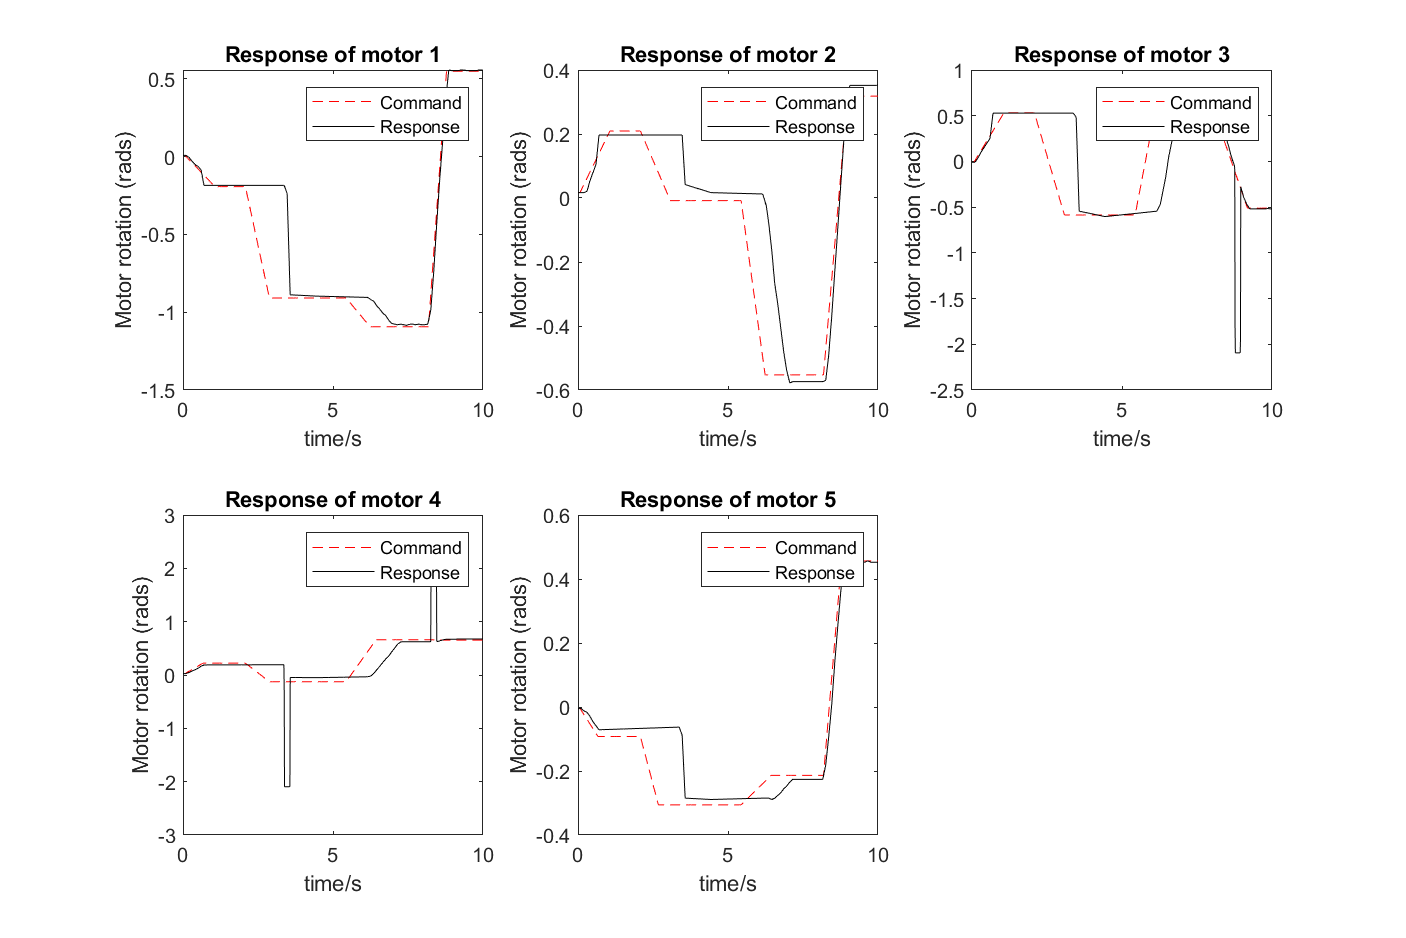 Response of motor 1
Command
Response
Motor rotation (rads)
0.5
0
-0.5
-1
-1.5
0
5
10
time/s
Response of motor 2
Command
Response
Motor rotation (rads)
0.4
0.2
0
-0.2
-0.4
-0.6
0
5
10
time/s
Response of motor 3
Command
Response
Motor rotation (rads)
1
0.5
0
-0.5
-1
-1.5
-2
-2.5
0
5
10
time/s
Response of motor 4
Command
Response
Motor rotation (rads)
3
2
1
0
-1
-2
-3
0
5
10
time/s
Response of motor 5
Command
Response
Motor rotation (rads)
0.6
0.4
0.2
0
-0.2
-0.4
0
5
10
time/s